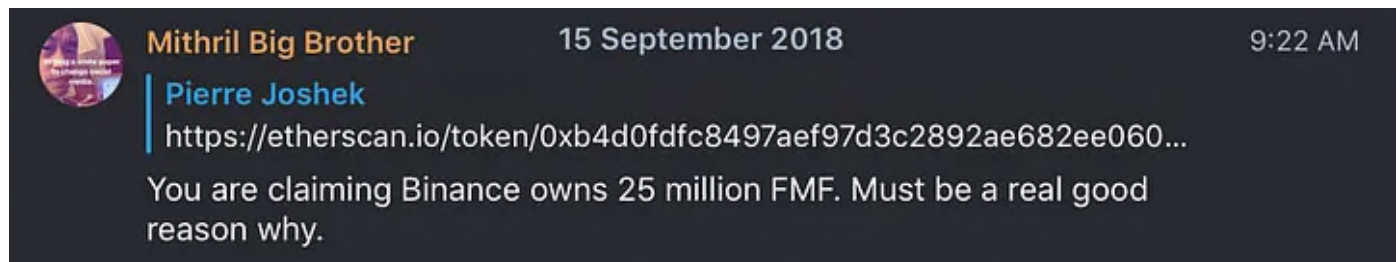 Mithril Big Brother 15 September 2018 9:22 AM
Pierre Joshek
https://etherscan.io/token/0xb4d0fdfc8497aef97d3c2892ae682ee060...
You are claiming Binance owns 25 million FMF. Must be a real good
reason why.